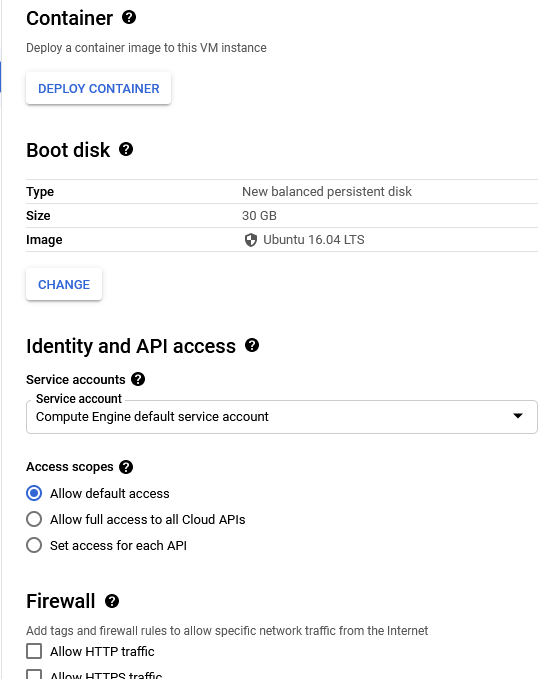 Container
Deploy a container image to this VM instance
DEPLOY CONTAINER
Boot disk
Type New balanced persistent disk
Size 30 GB
Image Ubuntu 16.04 LTS
CHANGE
Identity and API access
Service accounts
Service account
Compute Engine default service account
Access scopes
Allow default access
Allow full access to all Cloud APIs
Set access for each API
Firewall
Add tags and firewall rules to allow specific network traffic from the Internet
Allow HTTP traffic
Allow HTTPS traffic